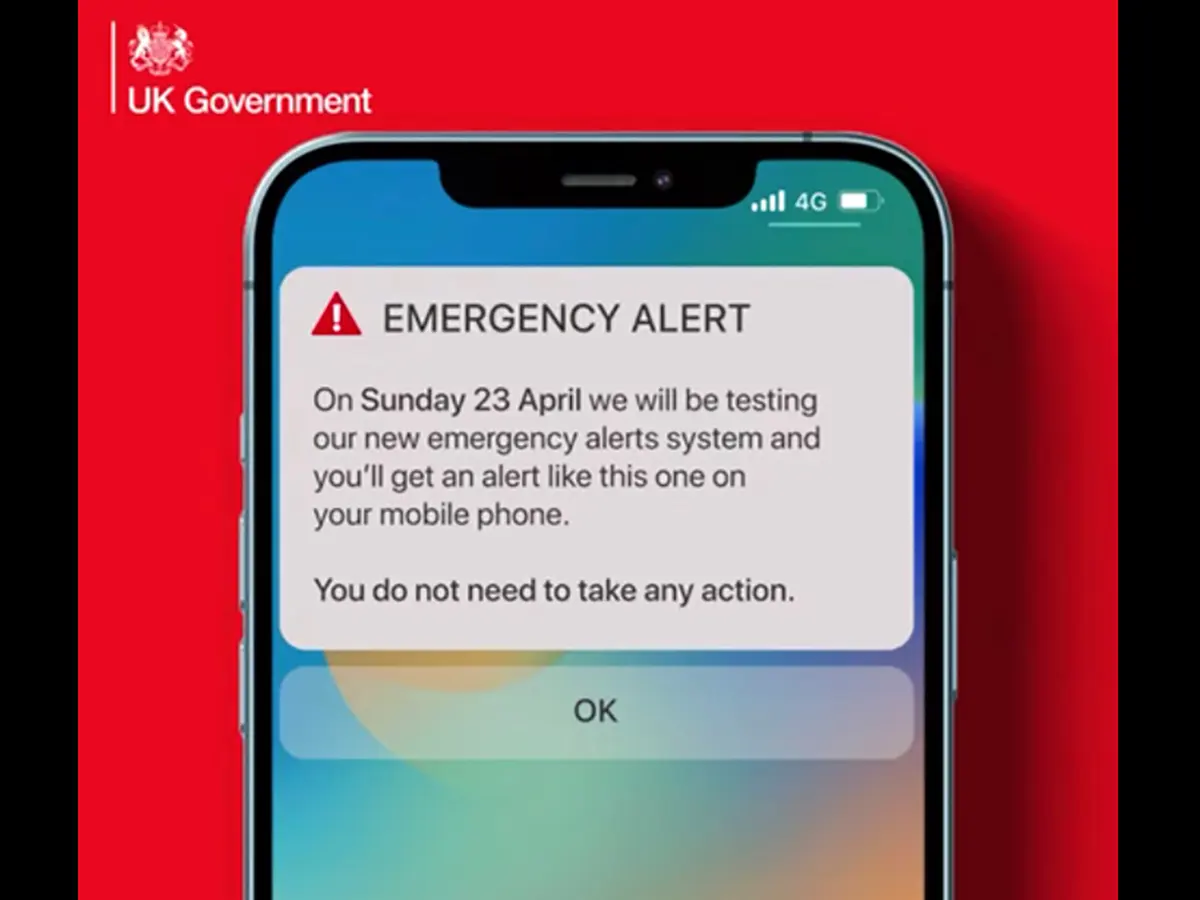 UK Government
4G
EMERGENCY ALERT
On Sunday 23 April we will be testing
our new emergency alerts system and
you’ll get an alert like this one on
your mobile phone.
You do not need to take any action.
OK